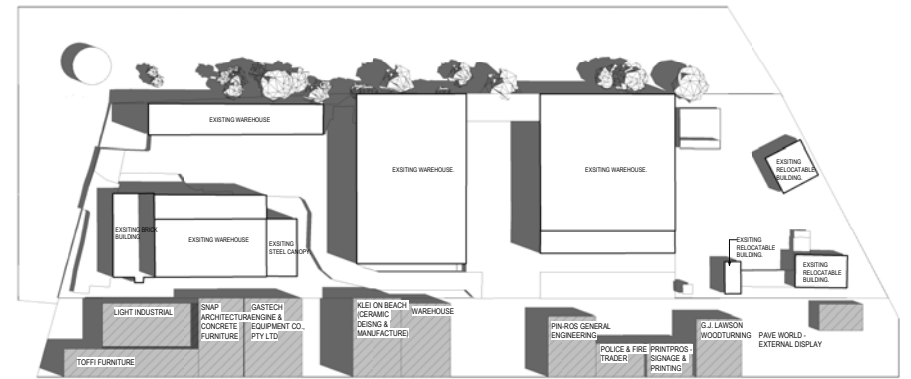 EXISTING WAREHOUSE
EXSITING WAREHOUSE.
EXSITING WAREHOUSE.
EXSITING
RELOCATABLE
BUILDING.
EXSITING BRICK
BUILDING
EXSITING WAREHOUSE
EXSITING
STEEL CANOPY.
EXSITING
RELOCATABLE
BUILDING.
EXSITING
RELOCATABLE
BUILDING.
LIGHT INDUSTRIAL
TOFFI FURNITURE
SNAP
ARCHITECTURAL
CONCRETE
FURNITURE
GASTECH
ENGINE &
EQUIPMENT CO.,
PTY LTD
KLEI ON BEACH
(CERAMIC
DEISNG &
MANUFACTURE)
WAREHOUSE
PIN-ROS GENERAL
ENGINEERING
POLICE & FIRE
TRADER
PRINTPROS -
SIGNAGE &
PRINTING
G.J. LAWSON
WOODTURNING
PAVE WORLD -
EXTERNAL DISPLAY